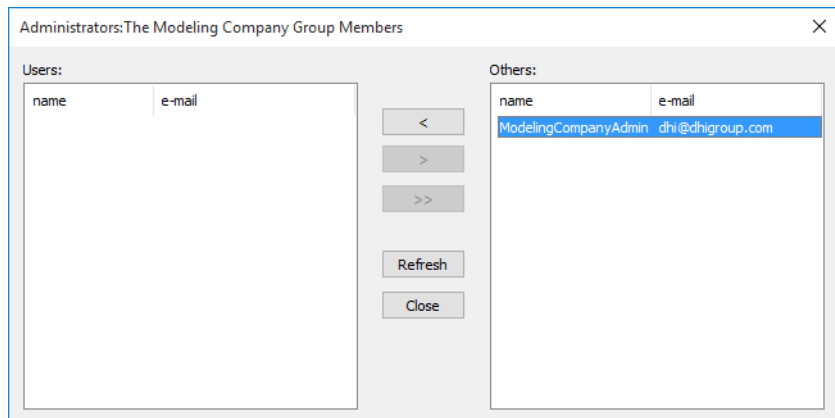 Administrators:The Modeling Company Group Members
Users:
name e-mail
<
>
>>
Refresh
Close
Others:
name e-mail
ModelingCompanyAdmin dhi@dhigroup.com